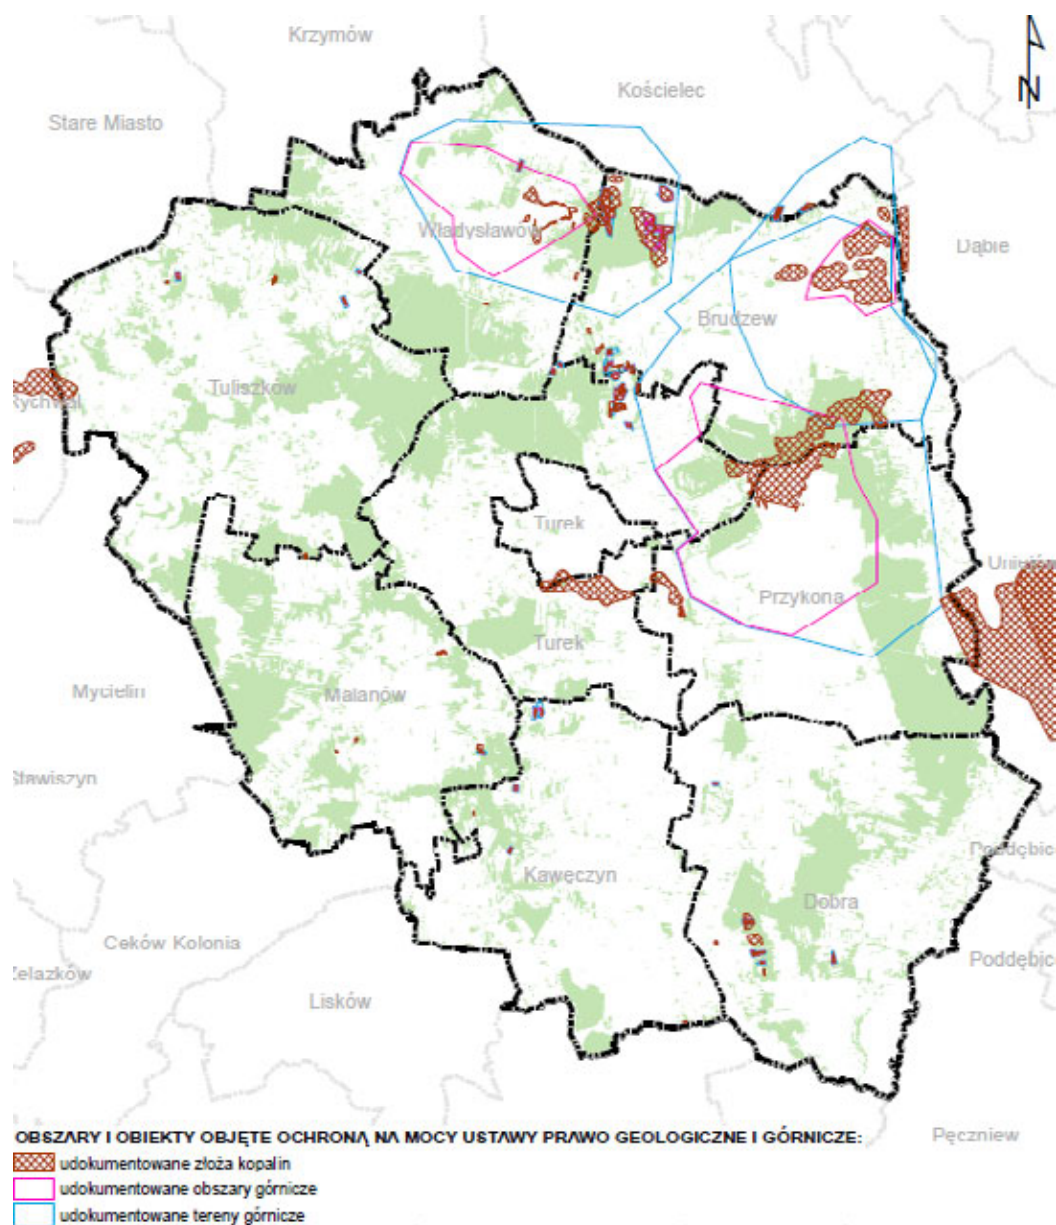 Krzymów
N
Kościelec
Stare Miasto
Władysławów
Dąbie
Brudzew
Tuliszków
Rychwał
Turek
Uniejów
Przykona
Turek
Mycielin
Malanów
Stawiszyn
Poddębic
Kawęczyn
Dobra
Ceków Kolonia
Żelazków
Poddębic
Lisków
OBSZARY I OBIEKTY OBJĘTE OCHRONĄ NA MOCY USTAWY PRAWO GEOLOGICZNE I GÓRNICZE:
Pęczniew
udokumentowane złoża kopalin
udokumentowane obszary górnicze
udokumentowane tereny górnicze